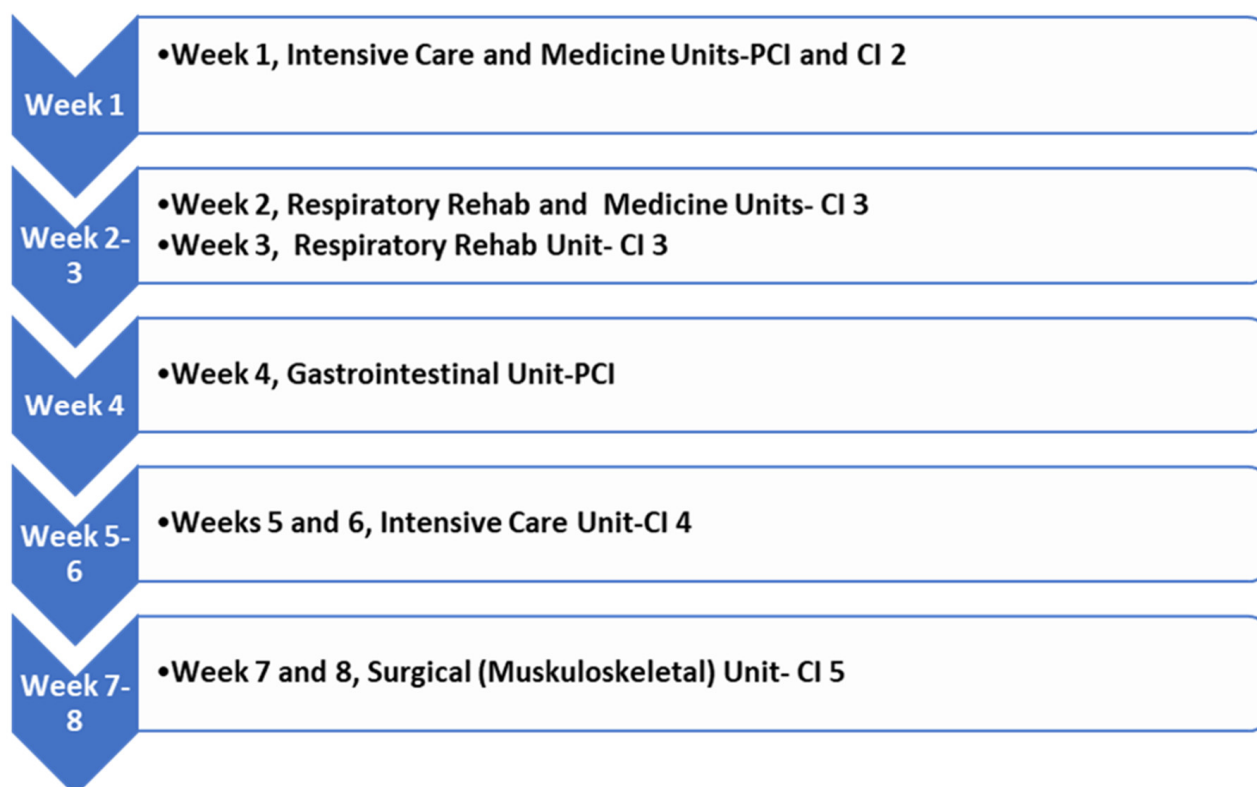 Week 1
•Week 1, Intensive Care and Medicine Units-PCI and CI 2
Week 2-
3
•Week 2, Respiratory Rehab and  Medicine Units- CI 3
•Week 3,  Respiratory Rehab Unit- CI 3
Week 4
•Week 4, Gastrointestinal Unit-PCI
Week 5-
6
•Weeks 5 and 6, Intensive Care Unit-CI 4
Week 7-
8
•Week 7 and 8, Surgical (Muskuloskeletal) Unit- CI 5